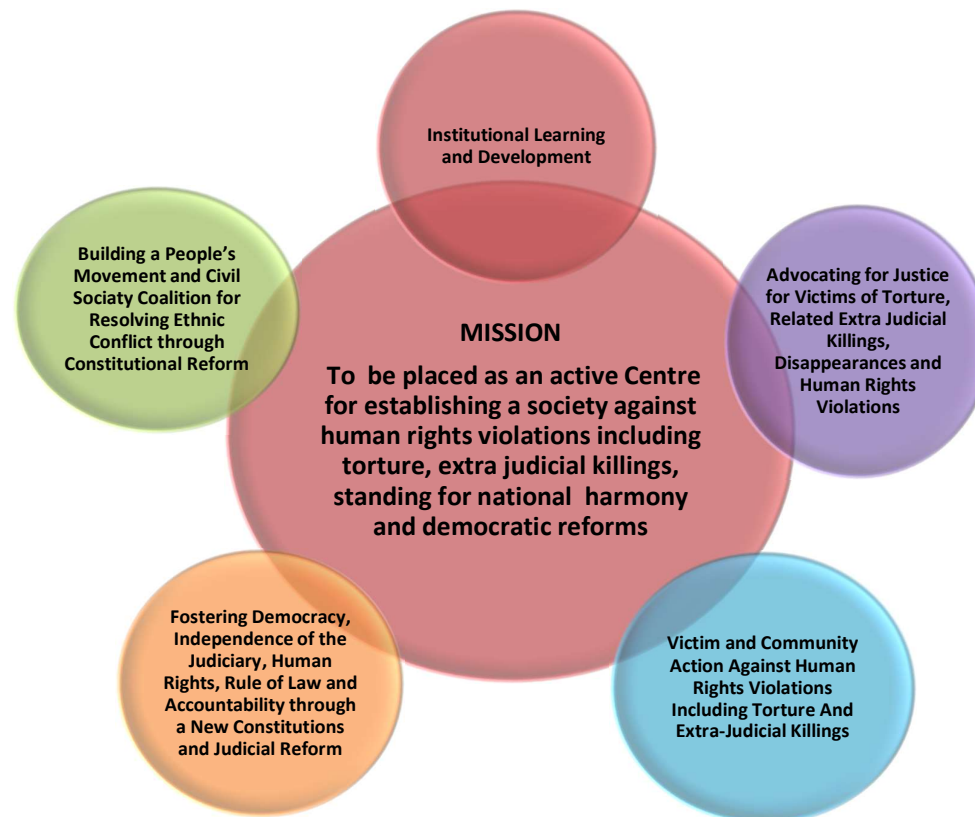 Institutional Learning
and Development
Building a People’s
Movement and Civil
Sociaty Coalition for
Resolving Ethnic
Conflict through
Constitutional Reform
Advocating for Justice
for Victims of Torture,
Related Extra Judicial
Killings,
Disappearances and
Human Rights
Violations
MISSION
To be placed as an active Centre
for establishing a society against
human rights violations including
torture, extra judicial killings,
standing for national harmony
and democratic reforms
Fostering Democracy,
Independence of the
Judiciary, Human
Rights, Rule of Law and
Accountability through
a New Constitutions
and Judicial Reform
Victim and Community
Action Against Human
Rights Violations
Including Torture And
Extra-Judicial Killings